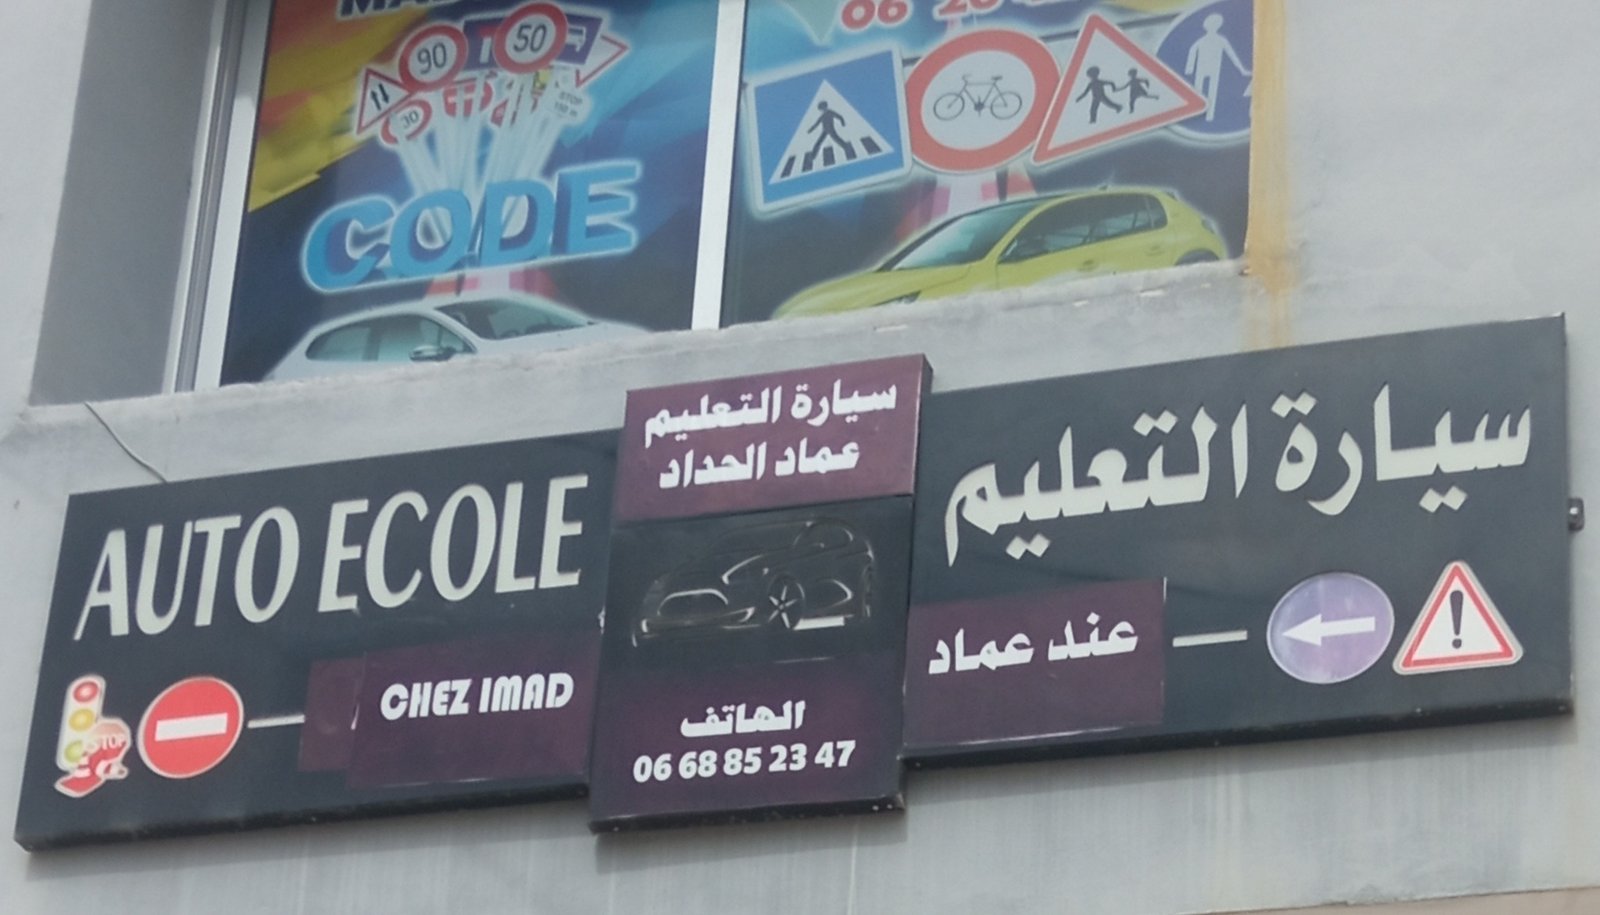 90
50
30
STOP
CODE
سيارة التعليم
عماد الحداد
AUTO ECOLE
سيارة التعليم
CHEZ IMAD
عند عماد
STOP
الهاتف
06 68 85 23 47